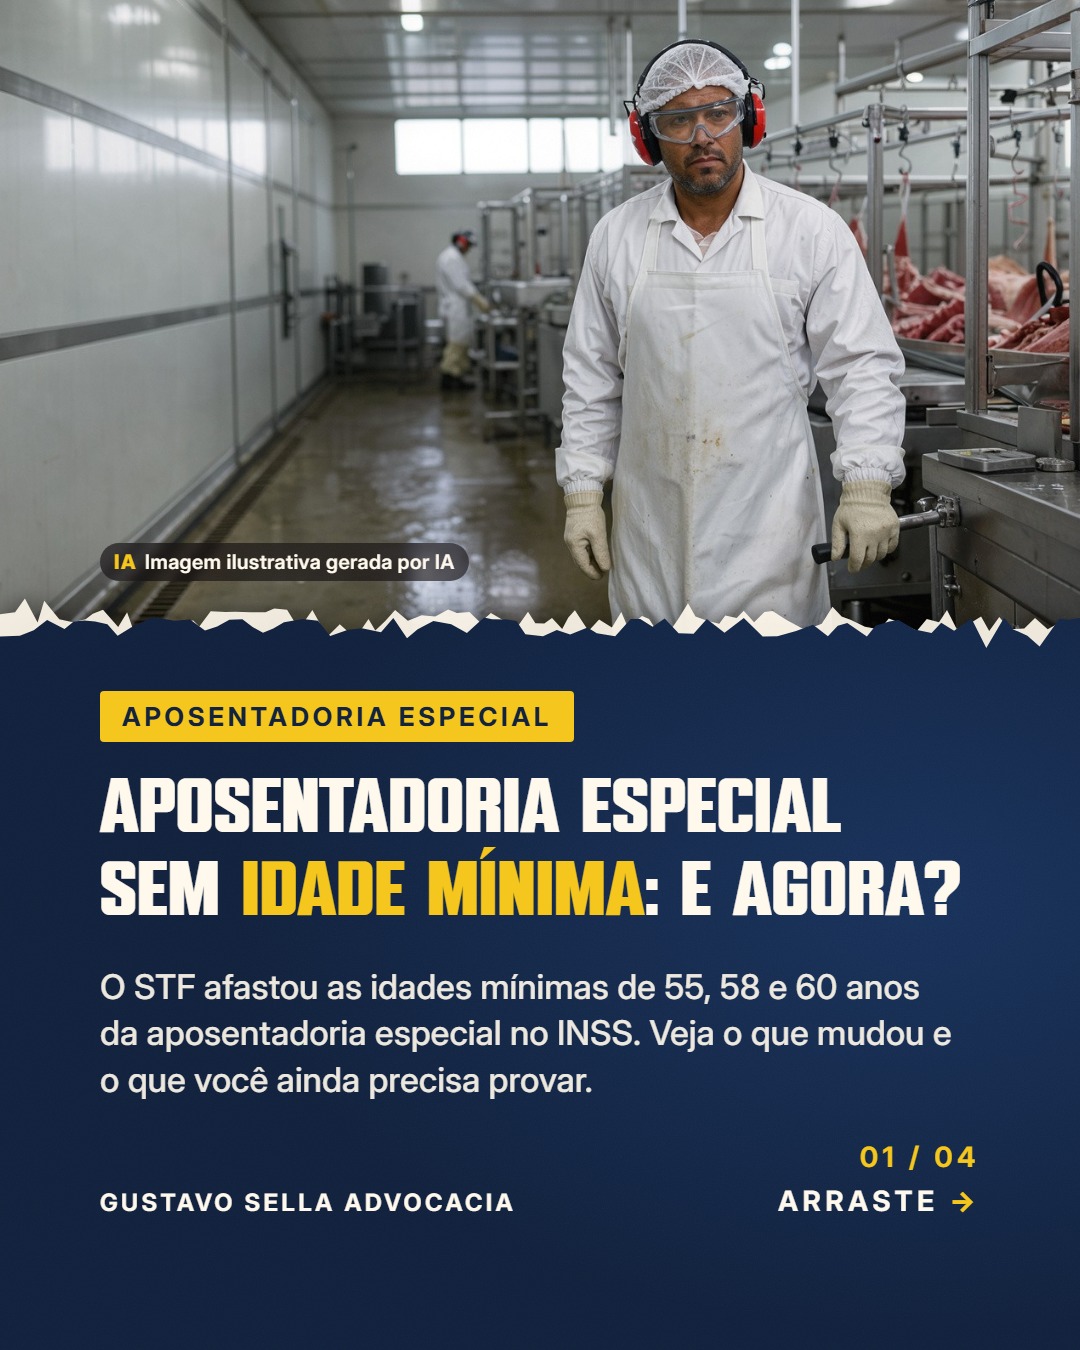 IA Imagem ilustrativa gerada por IA
APOSENTADORIA ESPECIAL
APOSENTADORIA ESPECIAL
SEM IDADE MÍNIMA: E AGORA?
O STF afastou as idades mínimas de 55, 58 e 60 anos
da aposentadoria especial no INSS. Veja o que mudou e
o que você ainda precisa provar.
01 / 04
GUSTAVO SELLA ADVOCACIA
ARRASTE →